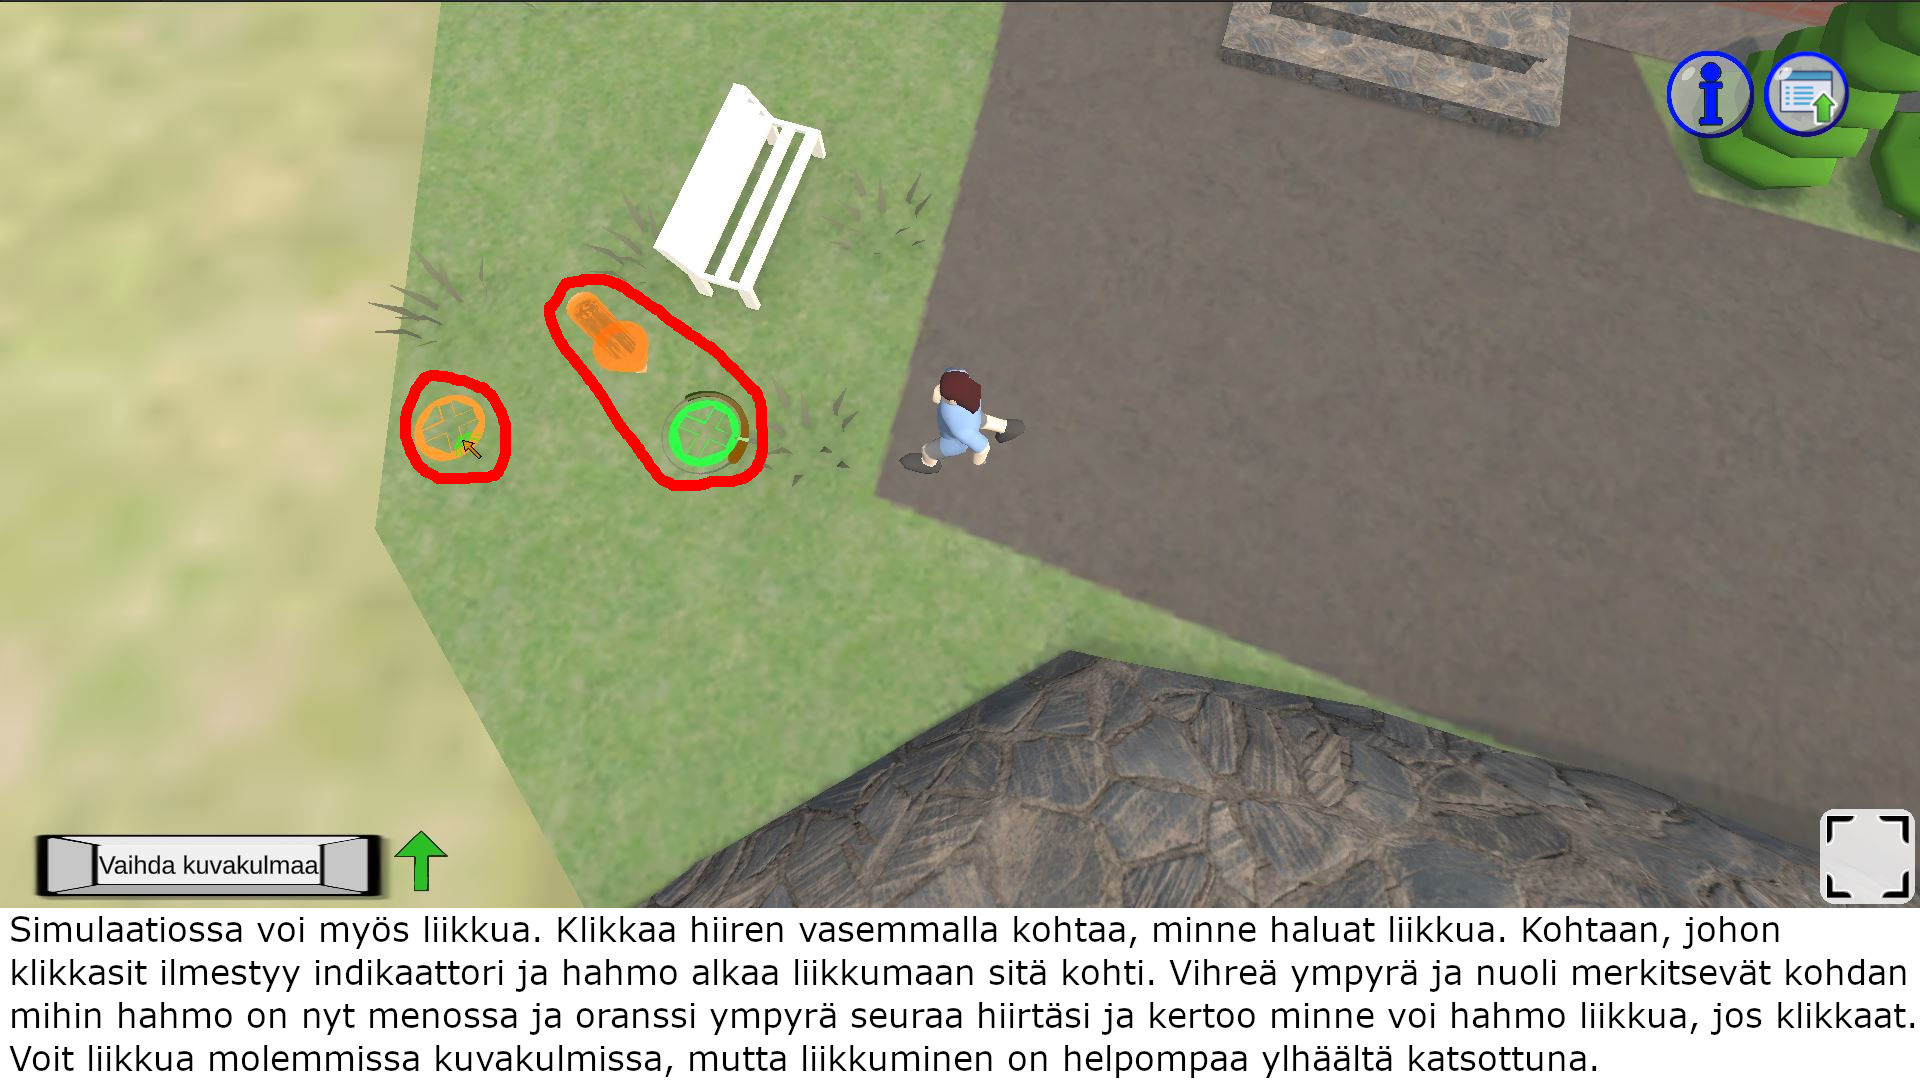 Vaihda kuvakulmaa
Simulaatiossa voi myös liikkua. Klikkaa hiiren vasemmalla kohtaa, minne haluat liikkua. Kohtaan, johon
klikkasit ilmestyy indikaattori ja hahmo alkaa liikkumaan sitä kohti. Vihreä ympyrä ja nuoli merkitsevät kohdan
mihin hahmo on nyt menossa ja oranssi ympyrä seuraa hiirtäsi ja kertoo minne voi hahmo liikkua, jos klikkaat.
Voit liikkua molemmissa kuvakulmissa, mutta liikkuminen on helpompaa ylhäältä katsottuna.